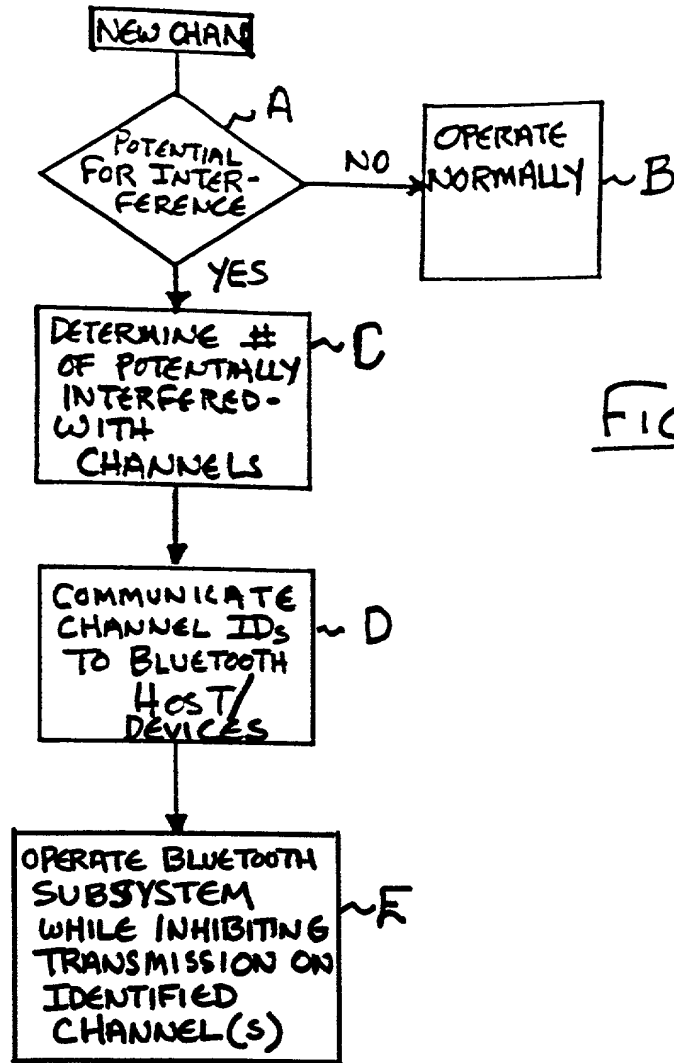 NEW CHAN
~ A
POTENTIAL
FOR INTER-
FERENCE
NO
OPERATE
NORMALLY
~ B
YES
DETERMINE #
OF POTENTIALLY
INTERFERED-
WITH
CHANNELS
~ C
COMMUNICATE
CHANNEL IDs
TO BLUETOOTH
HOST/
DEVICES
~ D
OPERATE BLUETOOTH
SUBSYSTEM
WHILE INHIBITING
TRANSMISSION ON
IDENTIFIED
CHANNEL(S)
~ E